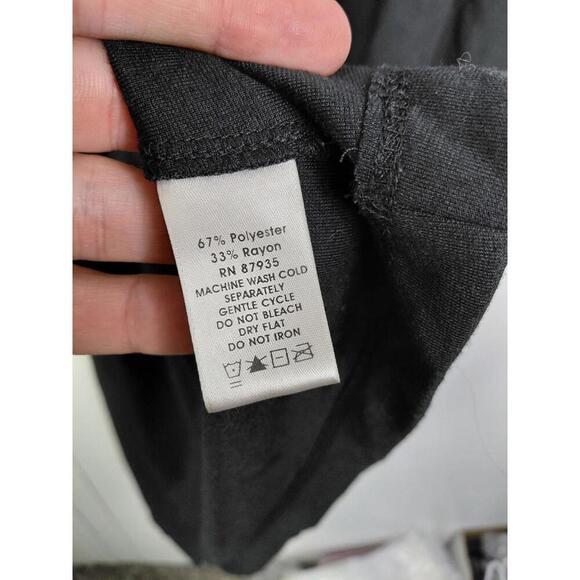 67% Polyester
33% Rayon
RN 87935
MACHINE WASH COLD
SEPARATELY
GENTLE CYCLE
DO NOT BLEACH
DRY FLAT
DO NOT IRON